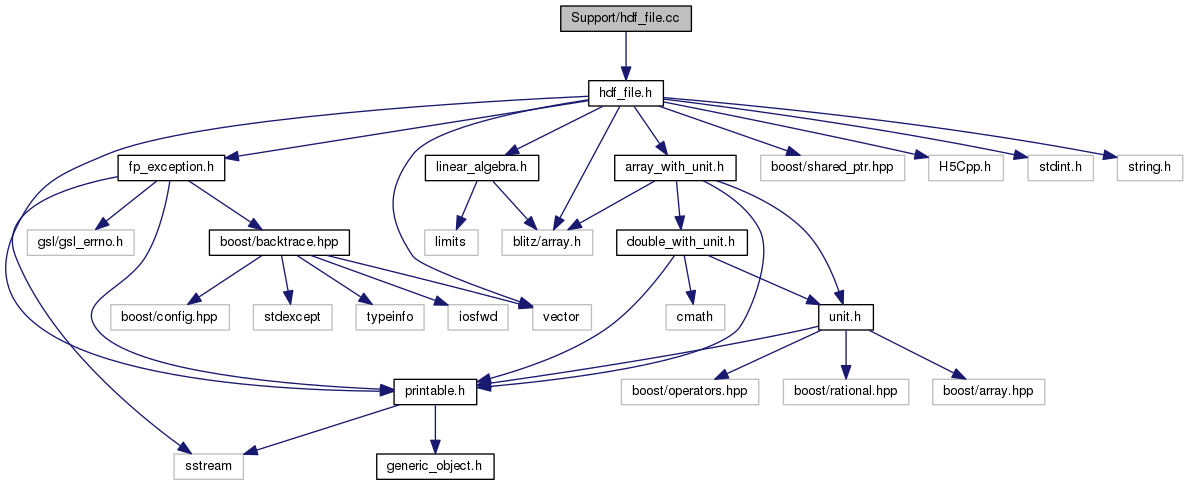 Support/hdf_file.cc
hdf_file.h
fp_exception.h
linear_algebra.h
array_with_unit.h
boost/shared_ptr.hpp
H5Cpp.h
stdint.h
string.h
gsl/gsl_errno.h
boost/backtrace.hpp
limits
blitz/array.h
double_with_unit.h
boost/config.hpp
stdexcept
typeinfo
iosfwd
vector
cmath
unit.h
printable.h
boost/operators.hpp
boost/rational.hpp
boost/array.hpp
sstream
generic_object.h